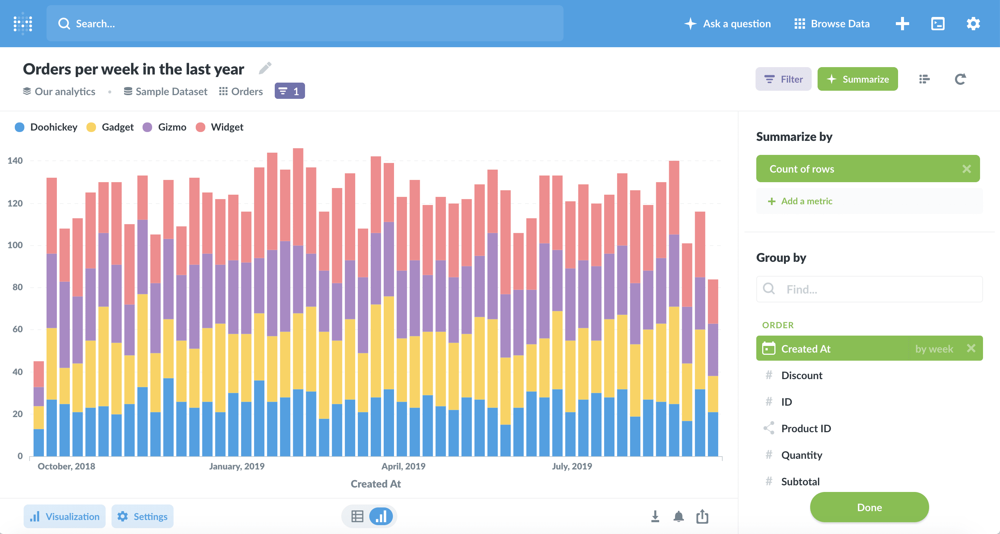 Search...
Ask a question
Browse Data
Orders per week in the last year
Our analytics • Sample Dataset Orders 1
Filter
Summarize
Doohickey Gadget Gizmo Widget
140
120
100
80
60
40
20
0
October, 2018 January, 2019 April, 2019 July, 2019
Created At
Visualization
Settings
Summarize by
Count of rows
+ Add a metric
Group by
Find...
ORDER
Created At by week
# Discount
# ID
Product ID
# Quantity
# Subtotal
Done